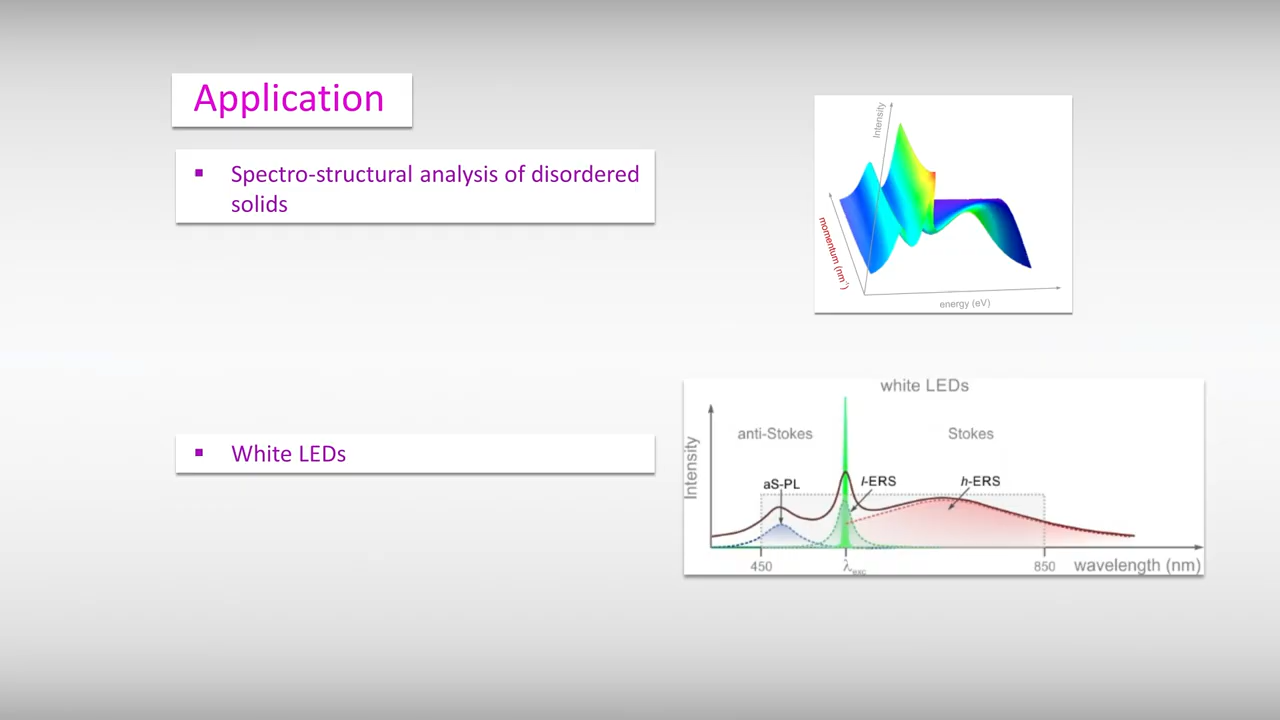 Application
▪ Spectro-structural analysis of disordered
solids
Intensity
momentum (nm⁻¹)
energy (eV)
▪ White LEDs
white LEDs
anti-Stokes
Stokes
Intensity
aS-PL
l-ERS
h-ERS
450
λexc
850
wavelength (nm)